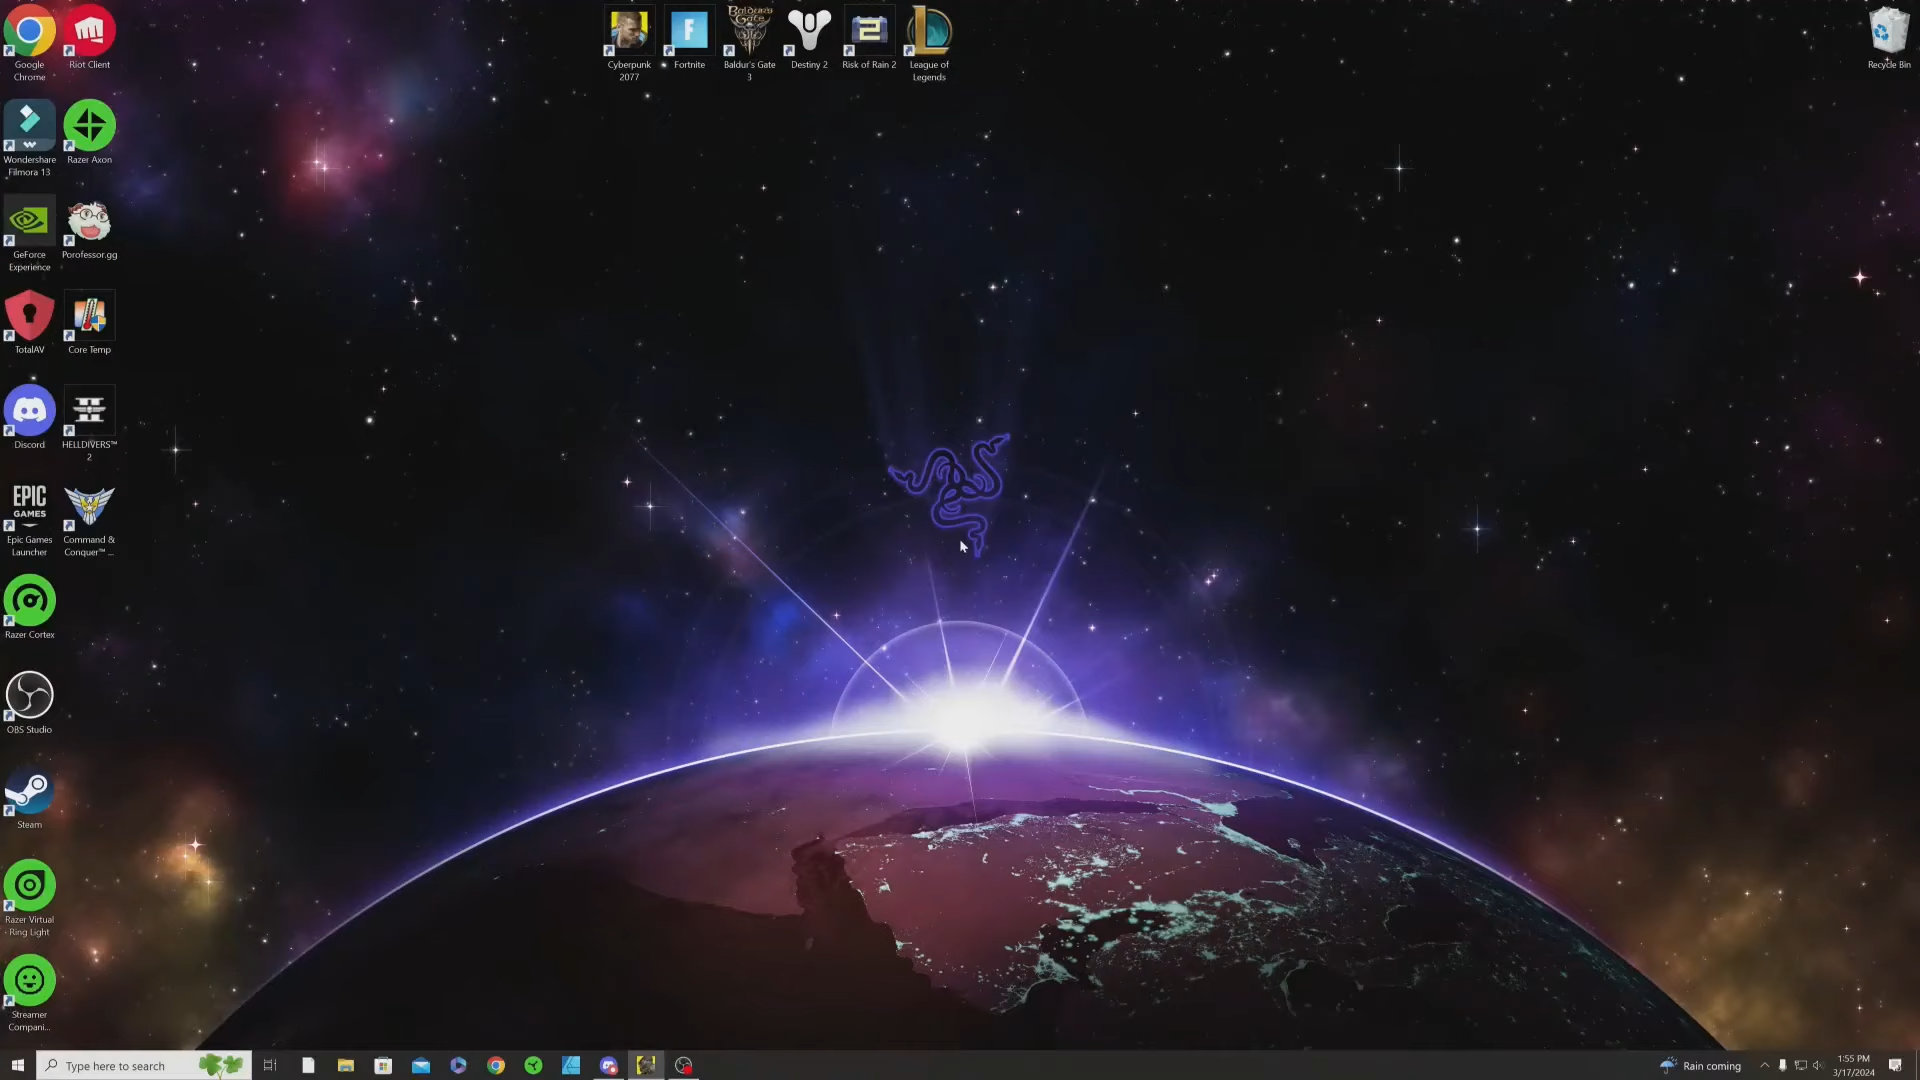 Google
Chrome
Riot Client
Cyberpunk
2077
F
Fortnite
Baldur's Gate
3
Destiny 2
2
Risk of Rain 2
League of
Legends
Recycle Bin
Wondershare
Filmora 13
Razer Axon
GeForce
Experience
Porofessor.gg
TotalAV
Core Temp
Discord
HELLDIVERS™
2
EPIC
GAMES
Epic Games
Launcher
Command &
Conquer™ ...
Razer Cortex
OBS Studio
Steam
Razer Virtual
Ring Light
Streamer
Compani...
Type here to search
Rain coming
1:55 PM
3/17/2024